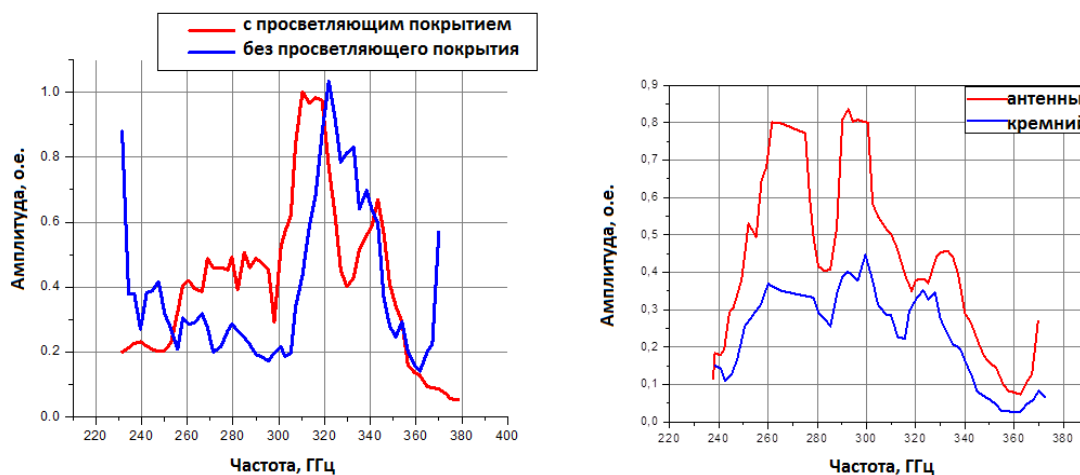 с просветляющим покрытием
без просветляющего покрытия
1.0
0.8
0.6
0.4
0.2
0.0
Амплитуда, о.е.
220 240 260 280 300 320 340 360 380 400
Частота, ГГц
антенны
кремний
0,9
0,8
0,7
0,6
0,5
0,4
0,3
0,2
0,1
0,0
Амплитуда, о.е.
220 240 260 280 300 320 340 360 380
Частота, ГГц